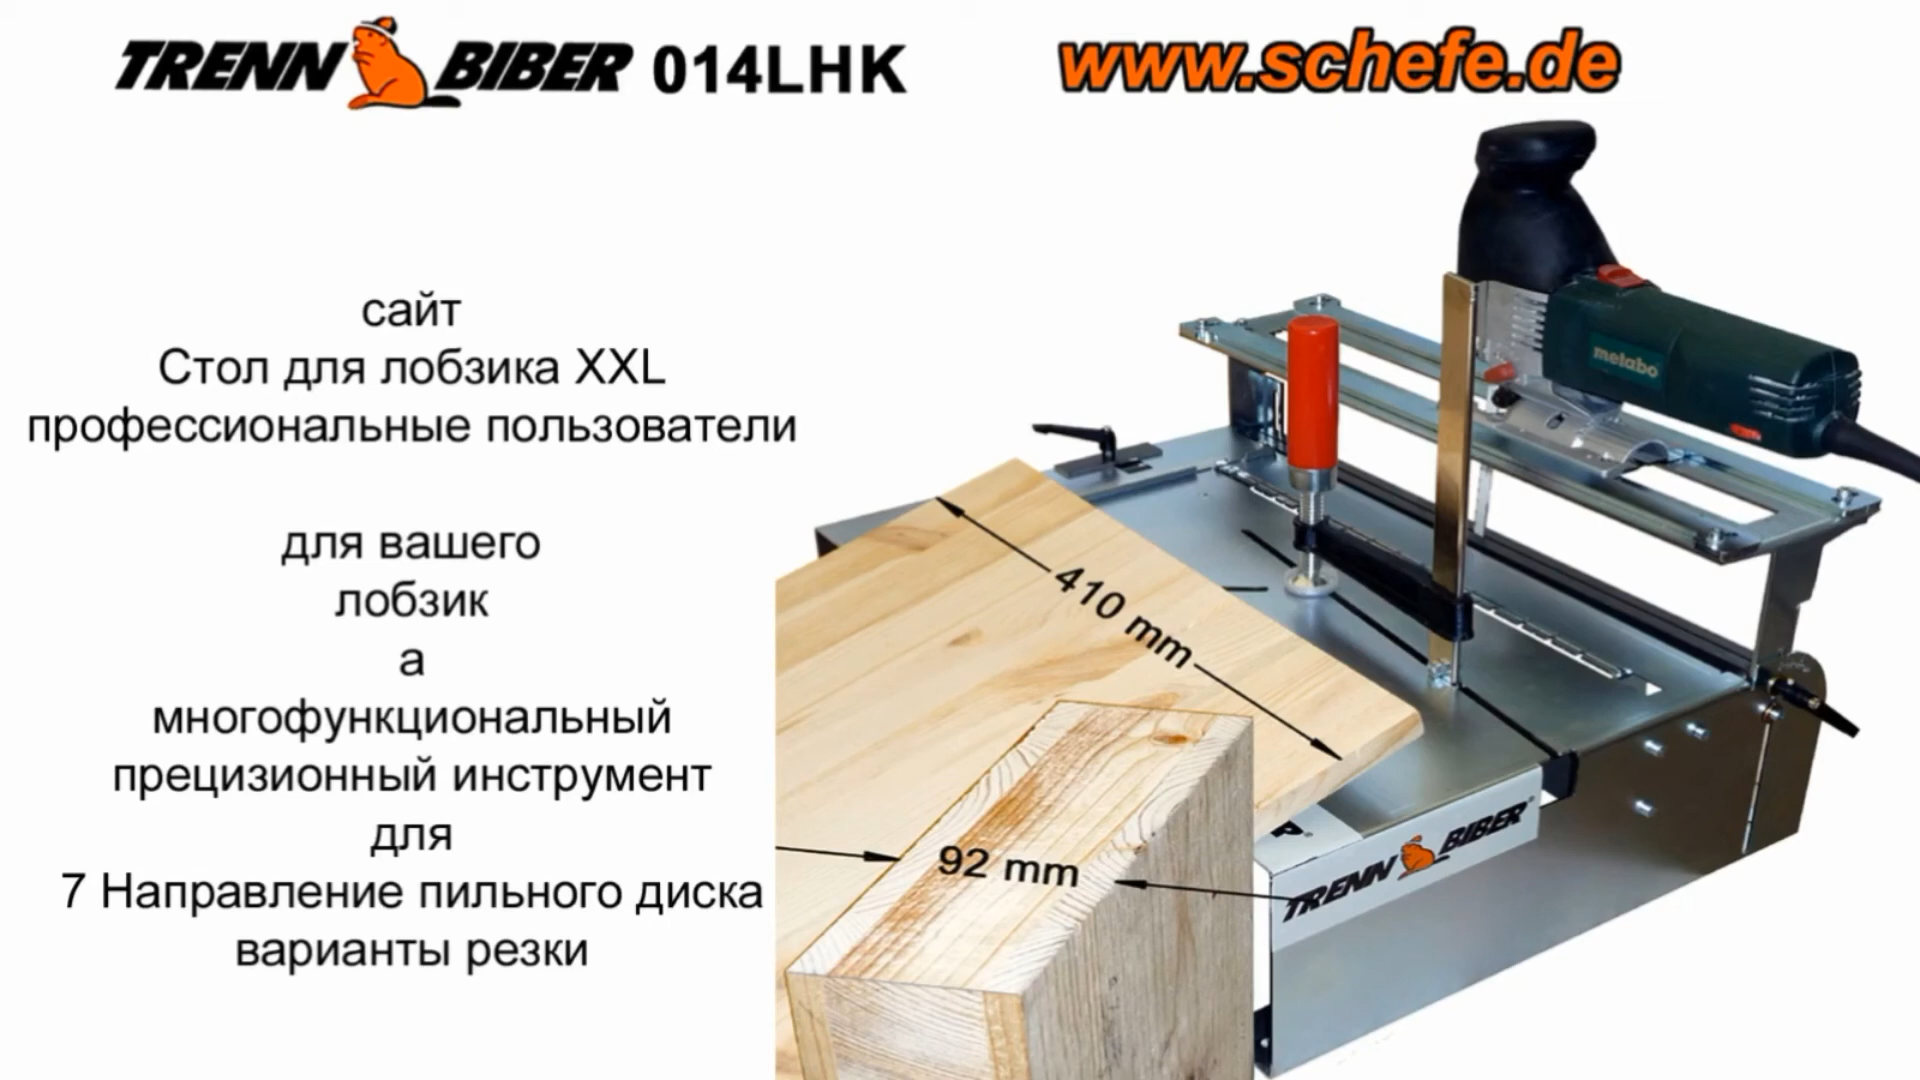 TRENN BIBER 014LHK
www.schefe.de
сайт
Стол для лобзика XXL
профессиональные пользователи
для вашего
лобзик
а
многофункциональный
прецизионный инструмент
для
7 Направление пильного диска
варианты резки
metabo
410 mm
92 mm
TRENN BIBER®